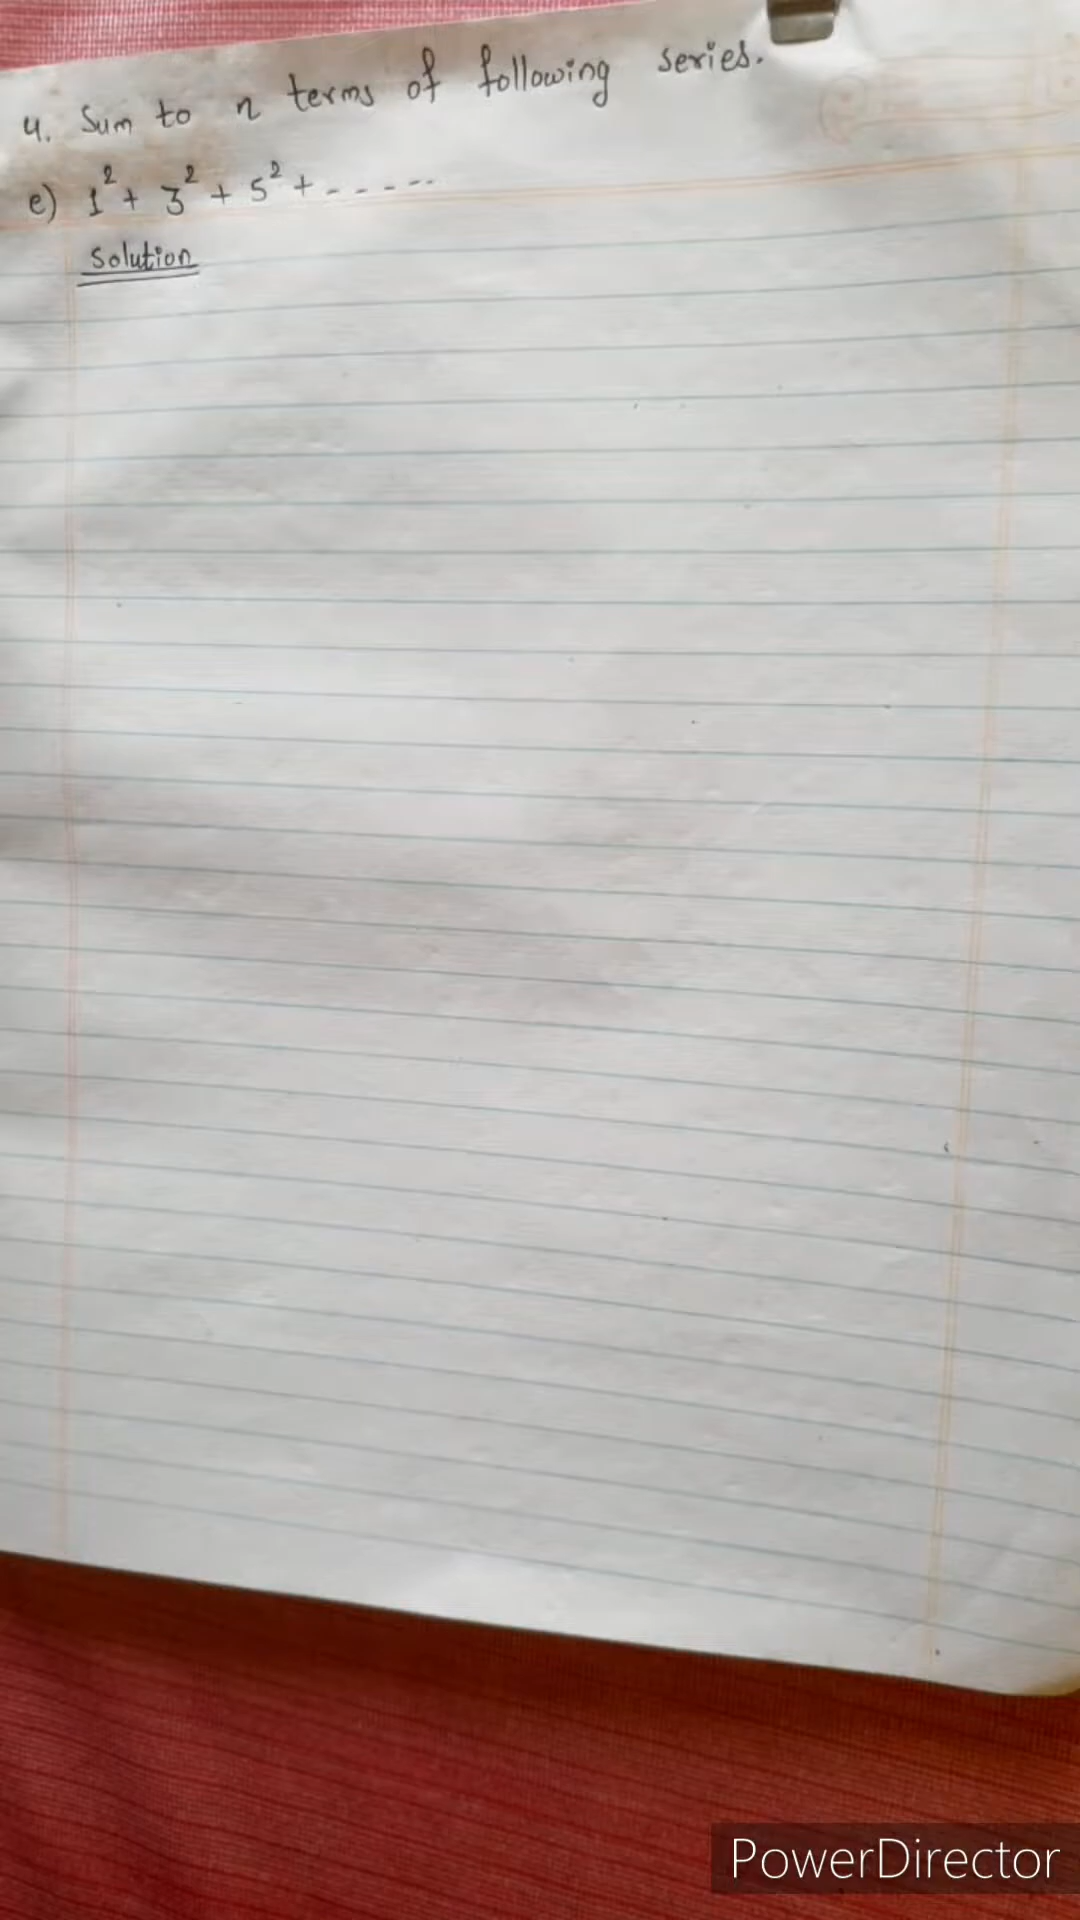 4. Sum to n terms of following series.
e) 1² + 3² + 5² + - - - - --
Solution
PowerDirector